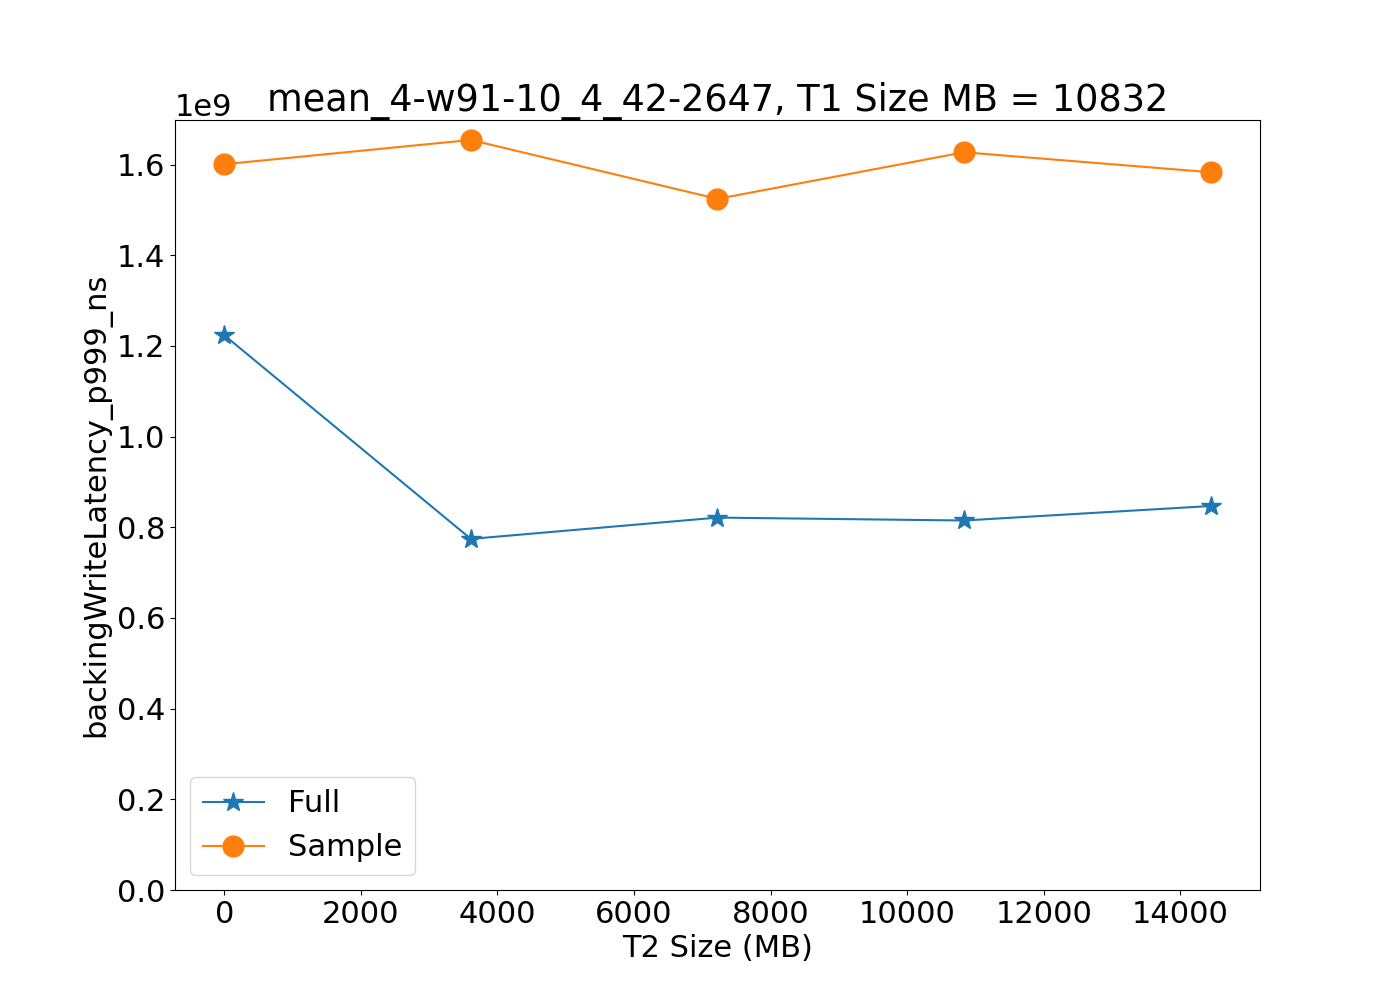 1e9
mean_4-w91-10_4_42-2647, T1 Size MB = 10832
backingWriteLatency_p999_ns
1.6
1.4
1.2
1.0
0.8
0.6
0.4
0.2
0.0
Full
Sample
0 2000 4000 6000 8000 10000 12000 14000
T2 Size (MB)